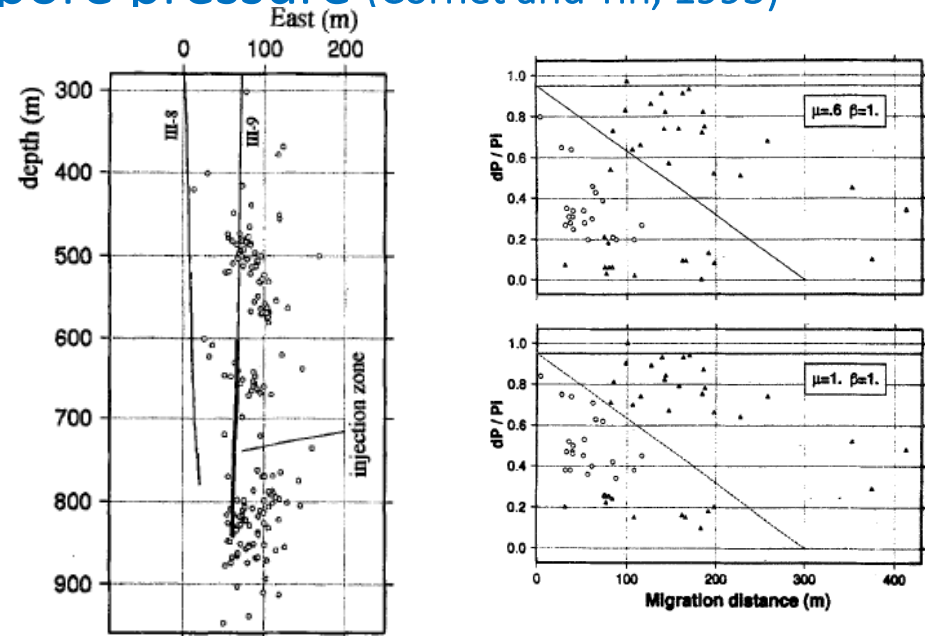 pore pressure (Cornet and Yin, 1995)
East (m)
0 100 200
depth (m)
300
400
500
600
700
800
900
III-8
III-9
injection zone
dP / Pi
1.0
0.8
0.6
0.4
0.2
0.0
μ=.6 β=1.
dP / Pi
1.0
0.8
0.6
0.4
0.2
0.0
μ=1. β=1.
0 100 200 300 400
Migration distance (m)